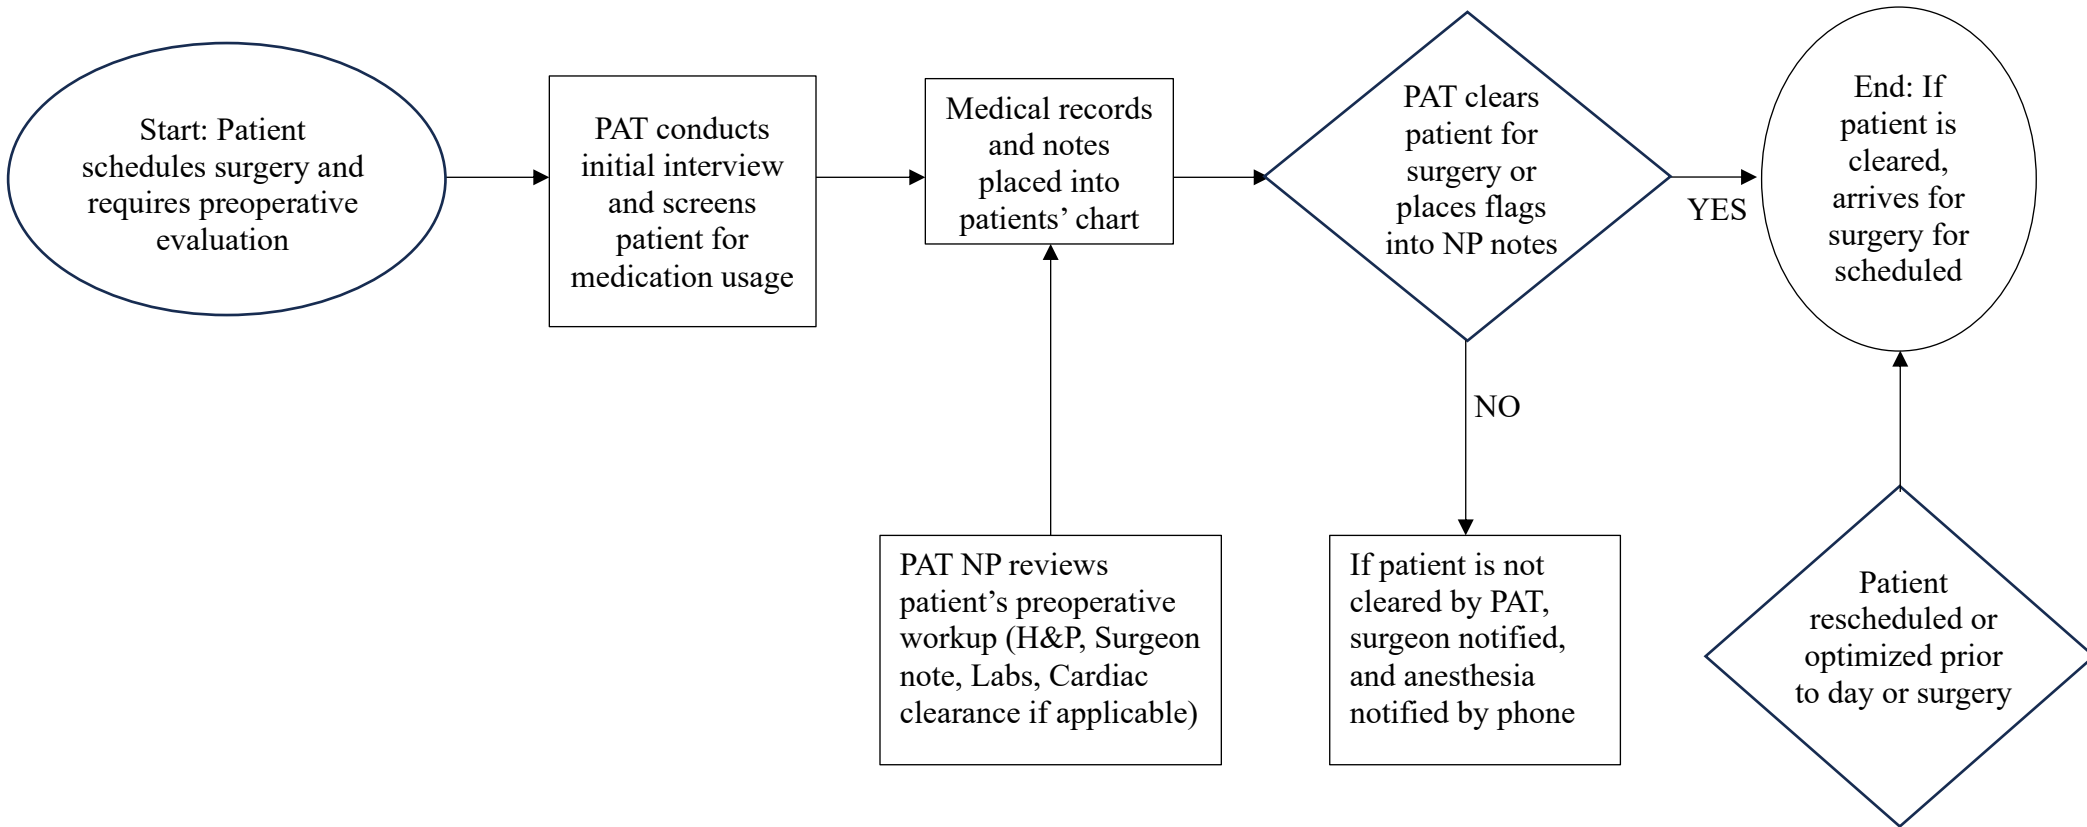 Start: Patient
schedules surgery and
requires preoperative
evaluation
PAT conducts
initial interview
and screens
patient for
medication usage
Medical records
and notes
placed into
patients’ chart
PAT clears
patient for
surgery or
places flags
into NP notes
YES
End: If
patient is
cleared,
arrives for
surgery for
scheduled
NO
PAT NP reviews
patient’s preoperative
workup (H&P, Surgeon
note, Labs, Cardiac
clearance if applicable)
If patient is not
cleared by PAT,
surgeon notified,
and anesthesia
notified by phone
Patient
rescheduled or
optimized prior
to day or surgery